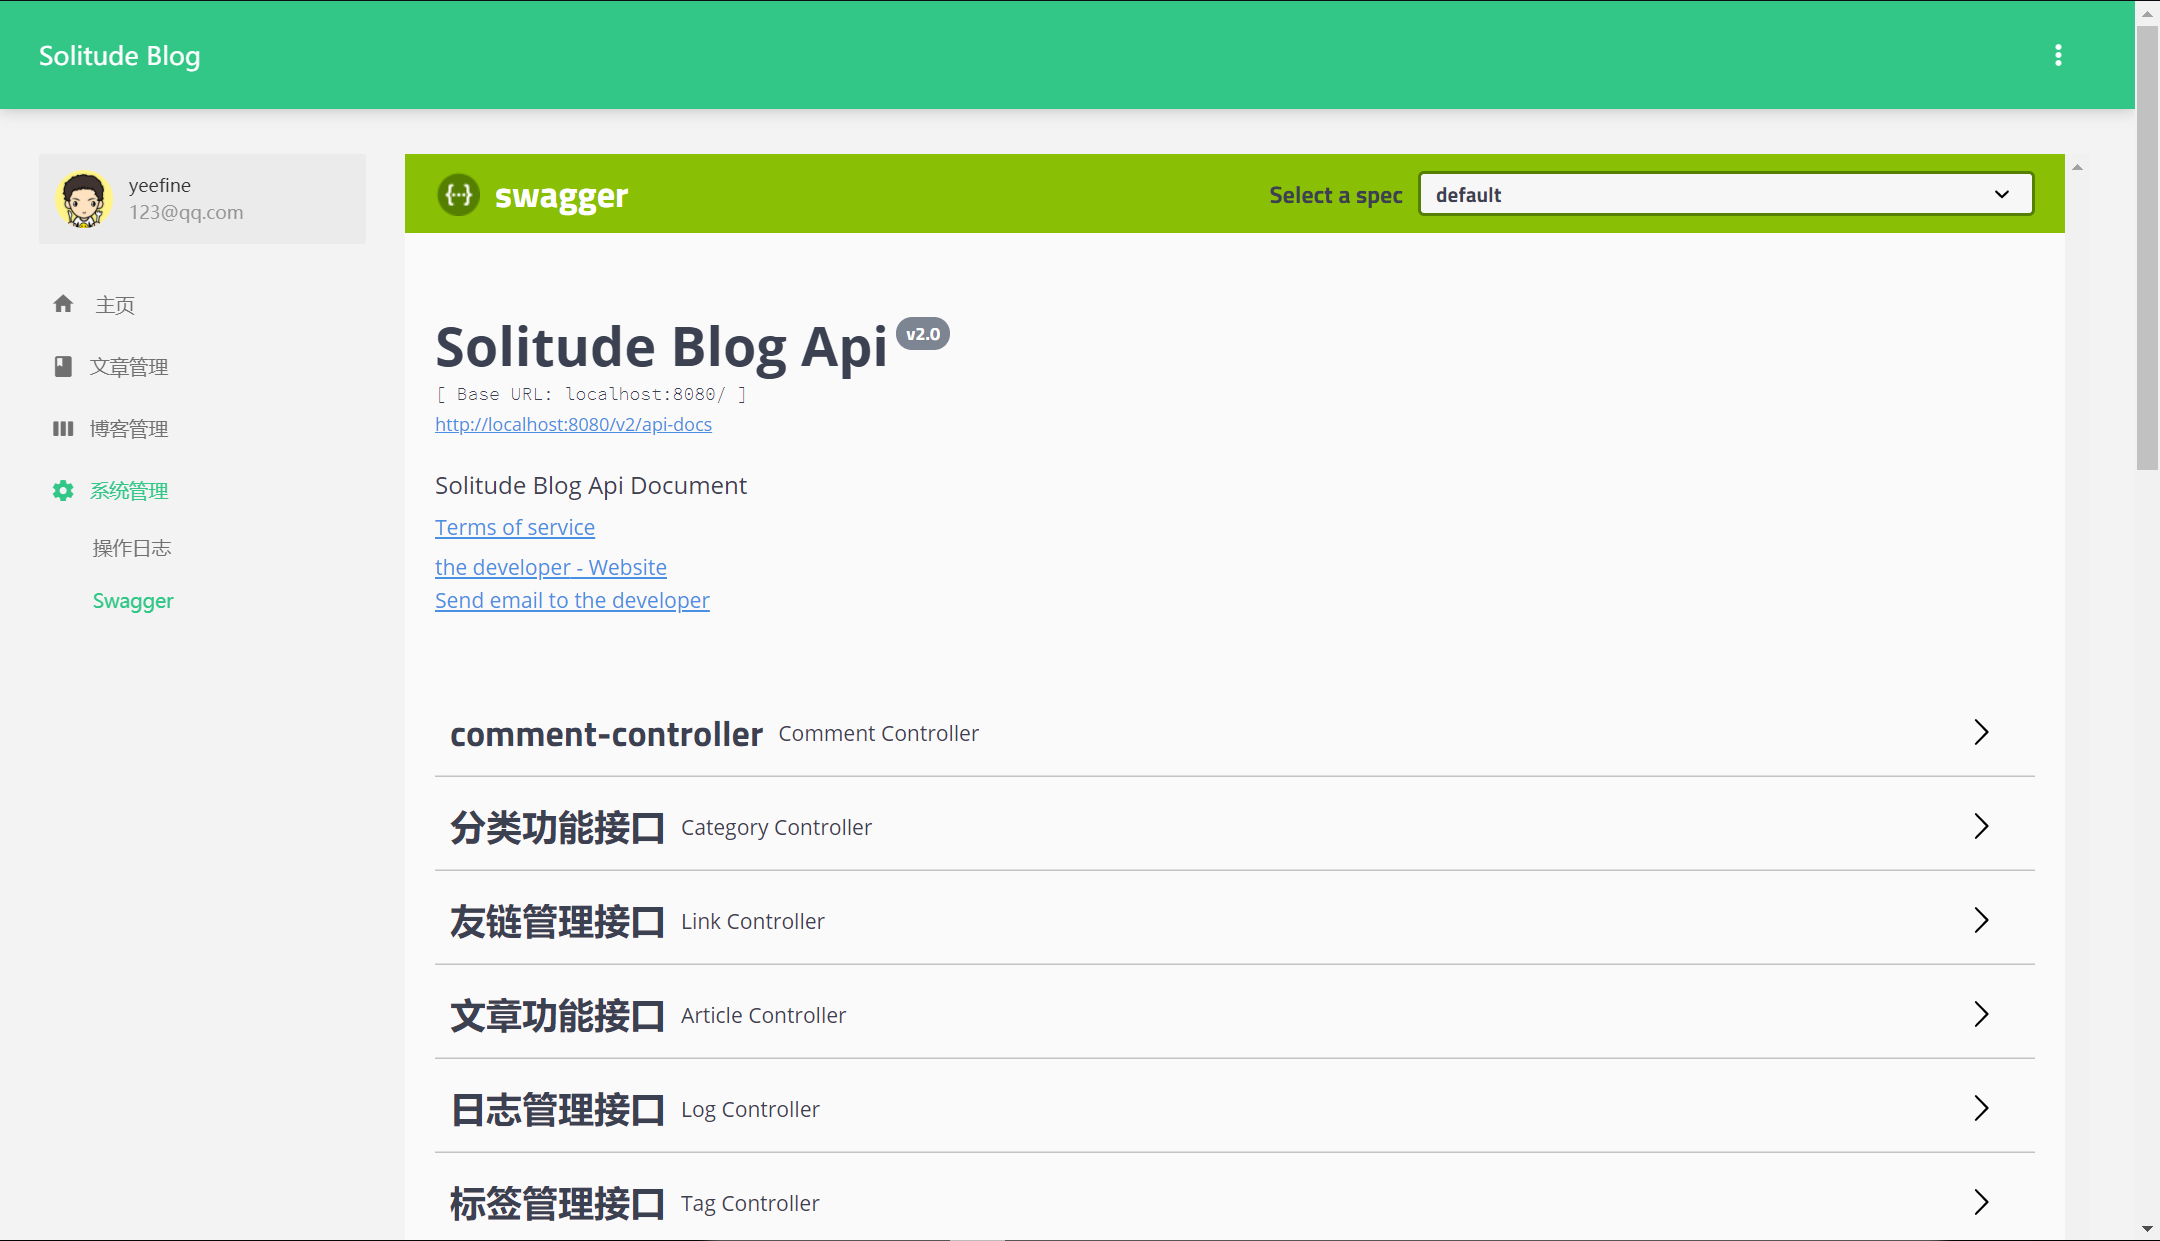 Solitude Blog
yeefine
123@qq.com
主页
文章管理
博客管理
系统管理
操作日志
Swagger
swagger
Select a spec default
Solitude Blog Api v2.0
[ Base URL: localhost:8080/ ]
http://localhost:8080/v2/api-docs
Solitude Blog Api Document
Terms of service
the developer - Website
Send email to the developer
comment-controller Comment Controller
分类功能接口 Category Controller
友链管理接口 Link Controller
文章功能接口 Article Controller
日志管理接口 Log Controller
标签管理接口 Tag Controller